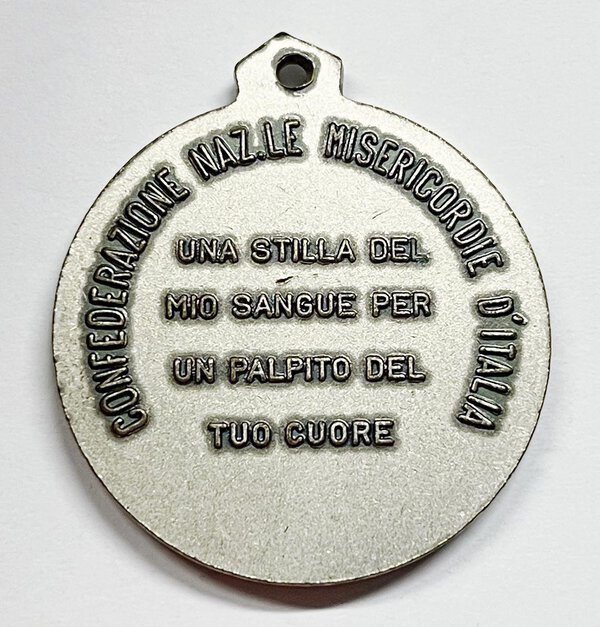 CONFEDERAZIONE NAZ.LE MISERICORDIE D'ITALIA
UNA STILLA DEL
MIO SANGUE PER
UN PALPITO DEL
TUO CUORE